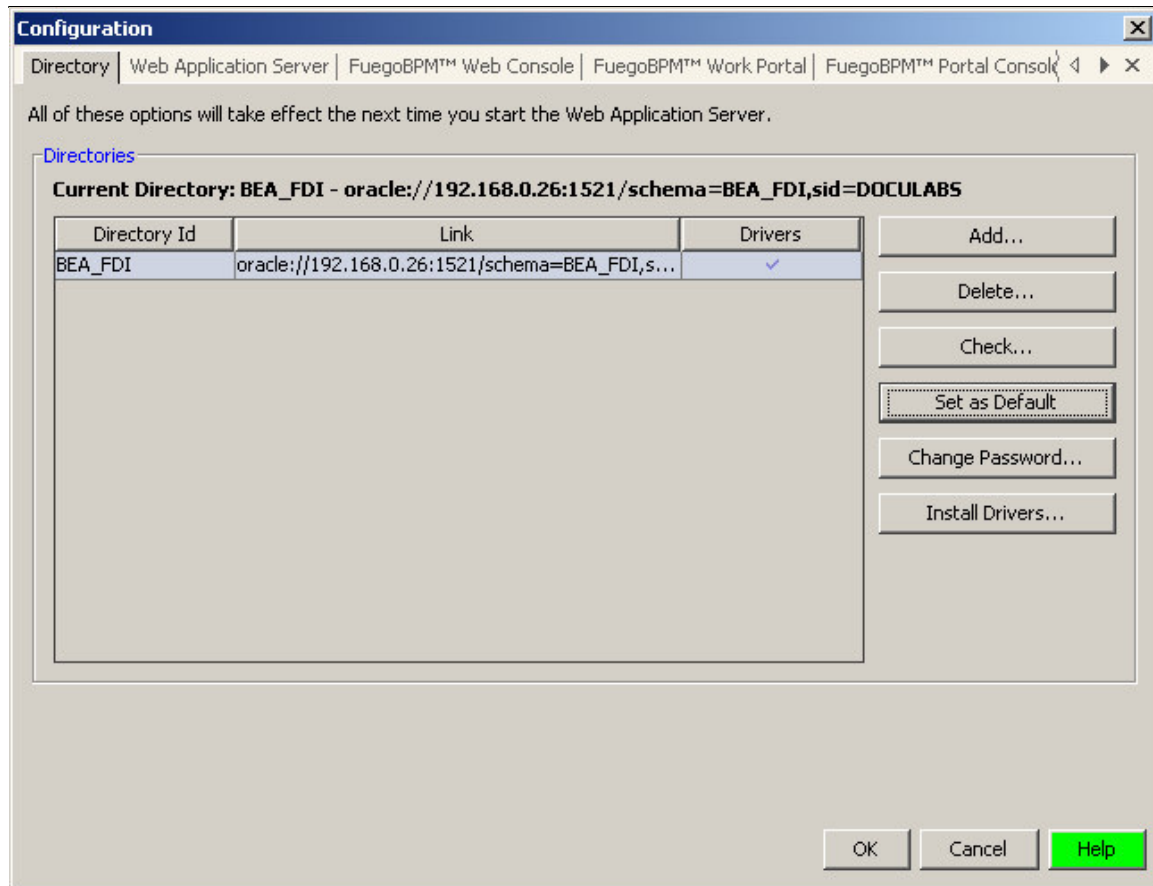 Configuration
Directory Web Application Server FuegoBPM™ Web Console FuegoBPM™ Work Portal FuegoBPM™ Portal Consol
All of these options will take effect the next time you start the Web Application Server.
Directories
Current Directory: BEA_FDI - oracle://192.168.0.26:1521/schema=BEA_FDI,sid=DOCULABS
Directory Id Link Drivers
BEA_FDI oracle://192.168.0.26:1521/schema=BEA_FDI,s...
Add...
Delete...
Check...
Set as Default
Change Password...
Install Drivers...
OK Cancel Help